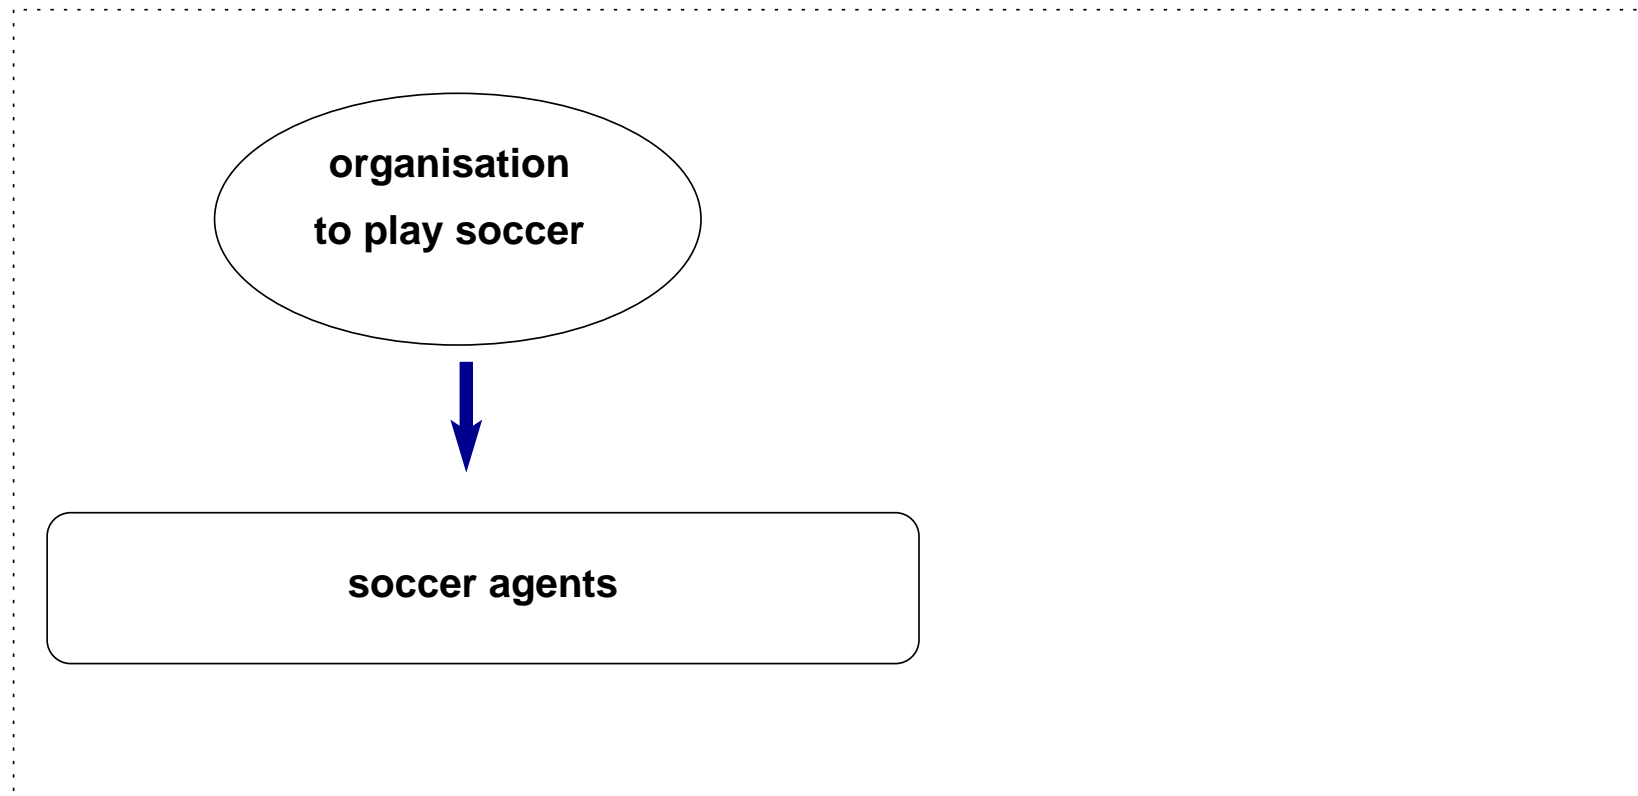 organisation
to play soccer
soccer agents